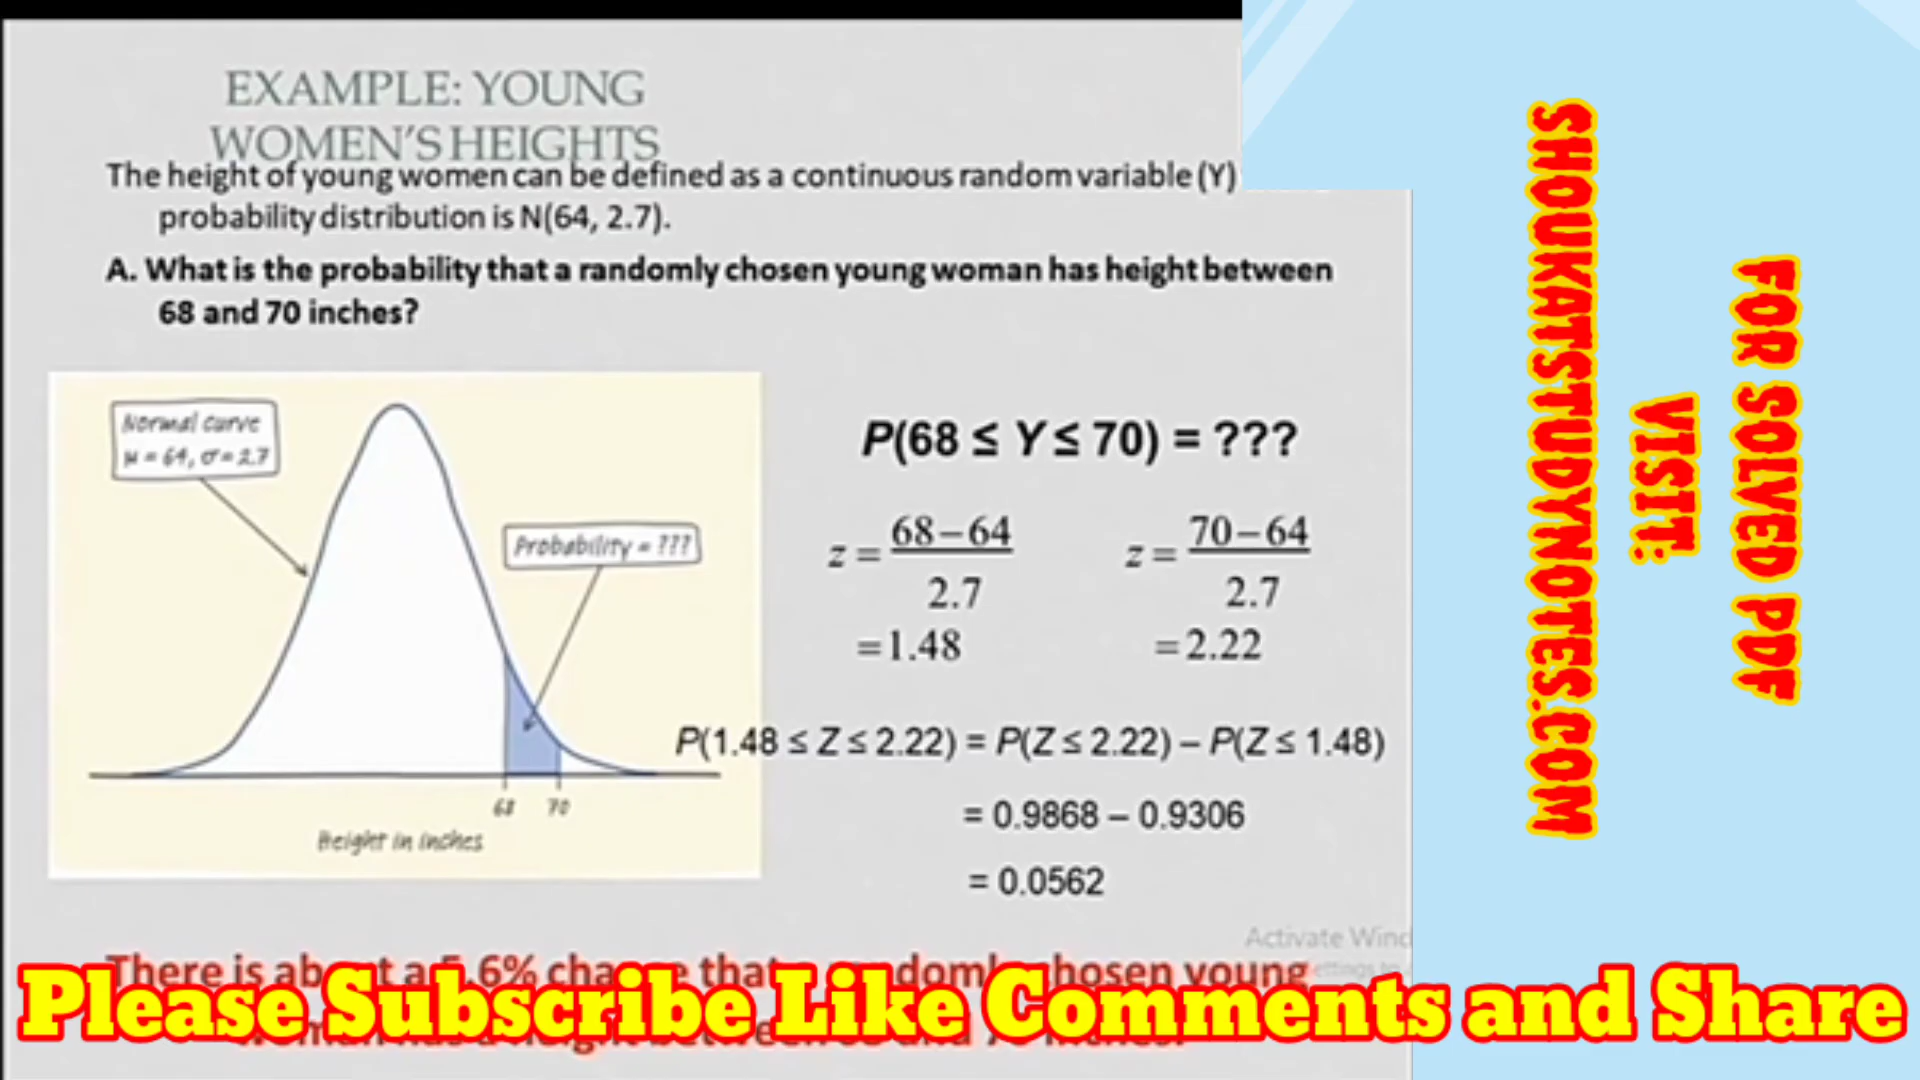 EXAMPLE: YOUNG
WOMEN'S HEIGHTS
The height of young women can be defined as a continuous random variable (Y)
probability distribution is N(64, 2.7).
A. What is the probability that a randomly chosen young woman has height between
68 and 70 inches?
Normal curve
μ = 64, σ = 2.7
Probability = ???
68 70
Height in inches
P(68 ≤ Y ≤ 70) = ???
z = 68 – 64 / 2.7
= 1.48
z = 70 – 64 / 2.7
= 2.22
P(1.48 ≤ Z ≤ 2.22) = P(Z ≤ 2.22) – P(Z ≤ 1.48)
= 0.9868 – 0.9306
= 0.0562
Activate Wind
There is about a 5.6% chance that randomly chosen young
Please Subscribe Like Comments and Share
FOR SOLVED PDF
VISIT:
SHOUKATSTUDYNOTES.COM